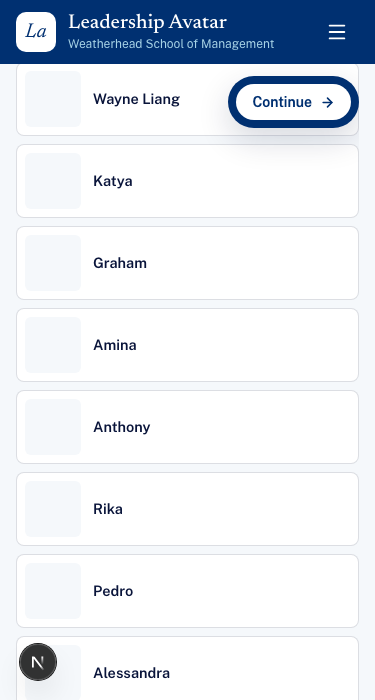 La
Leadership Avatar
Weatherhead School of Management
Wayne Liang
Continue →
Katya
Graham
Amina
Anthony
Rika
Pedro
Alessandra
N